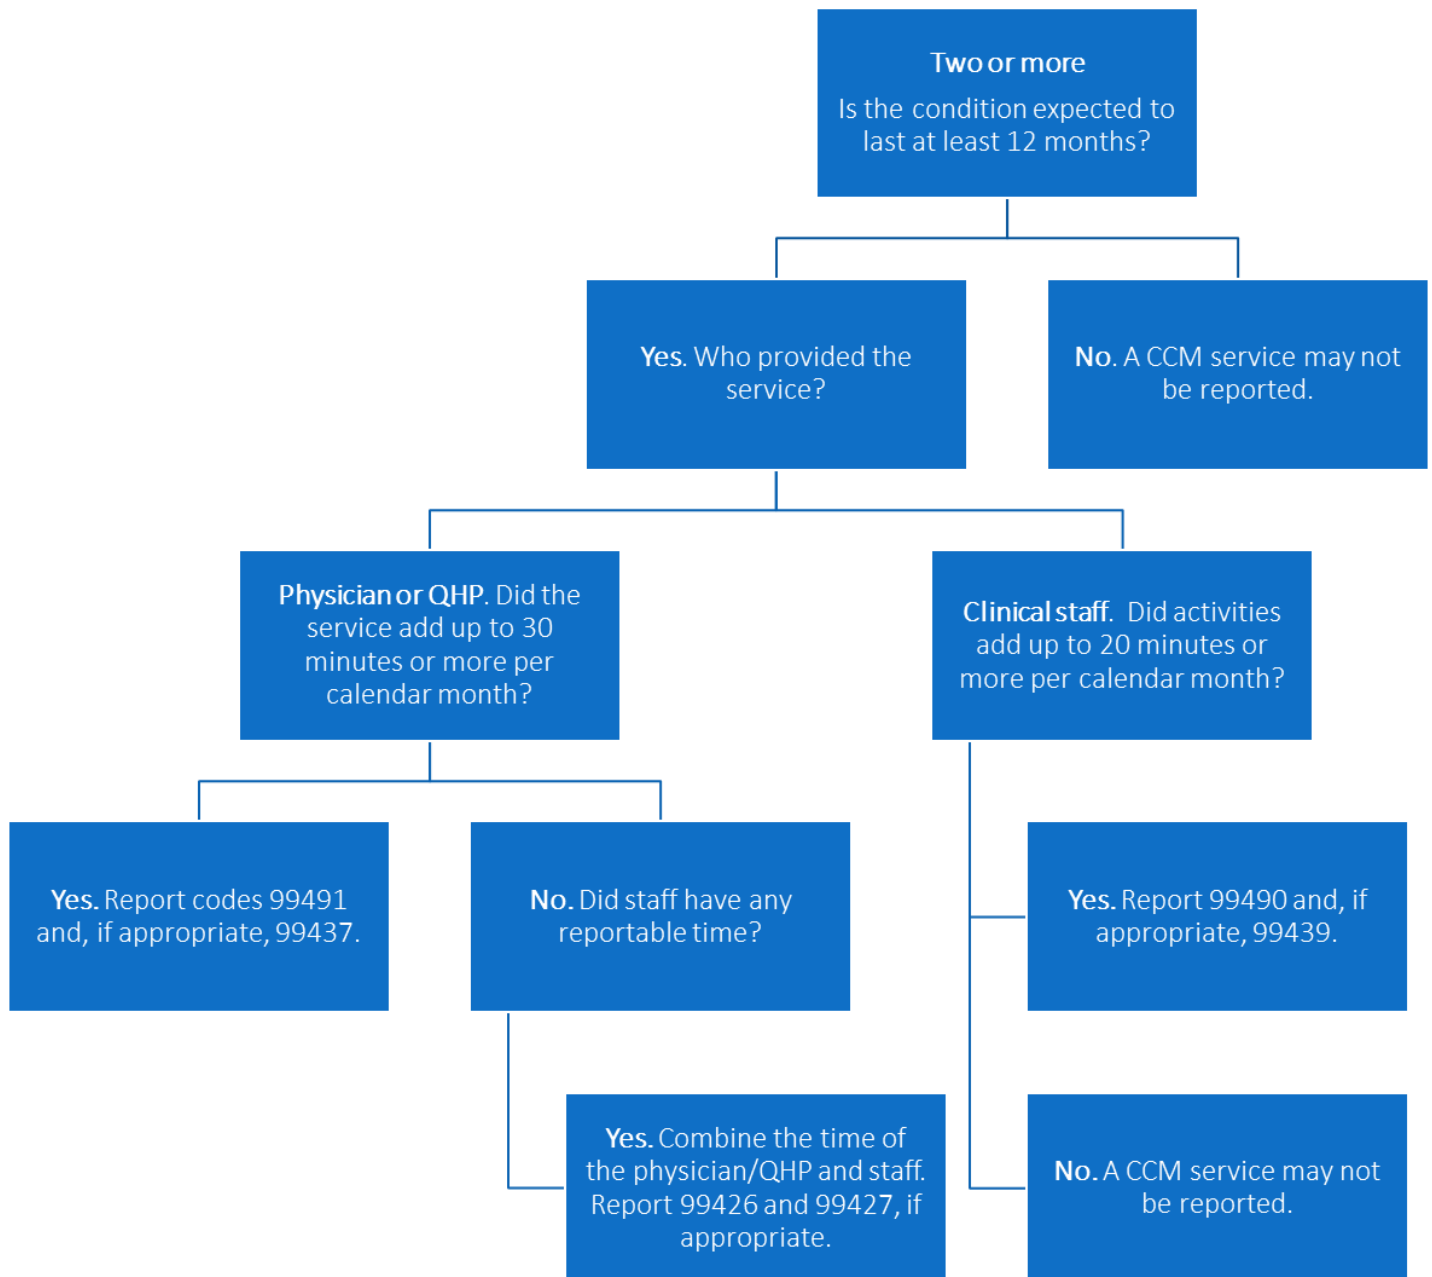 Two or more
Is the condition expected to
last at least 12 months?
Yes. Who provided the
service?
No. A CCM service may not
be reported.
Physician or QHP. Did the
service add up to 30
minutes or more per
calendar month?
Clinical staff. Did activities
add up to 20 minutes or
more per calendar month?
Yes. Report codes 99491
and, if appropriate, 99437.
No. Did staff have any
reportable time?
Yes. Report 99490 and, if
appropriate, 99439.
Yes. Combine the time of
the physician/QHP and staff.
Report 99426 and 99427, if
appropriate.
No. A CCM service may not
be reported.